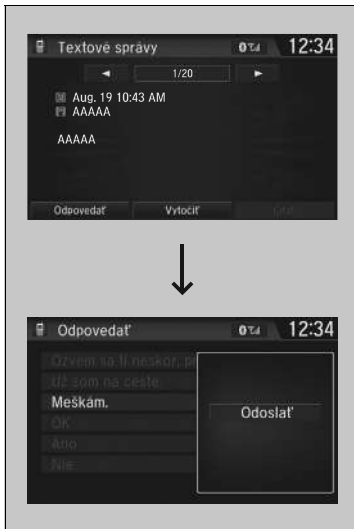 Textové správy 12:34
1/20
Aug. 19 10:43 AM
AAAAA
AAAAA
Odpovedať Vytočiť Čítať
Odpovedať 12:34
Ozvem sa ti neskôr, pr
Už som na ceste.
Meškám.
OK
Áno
Nie
Odoslať